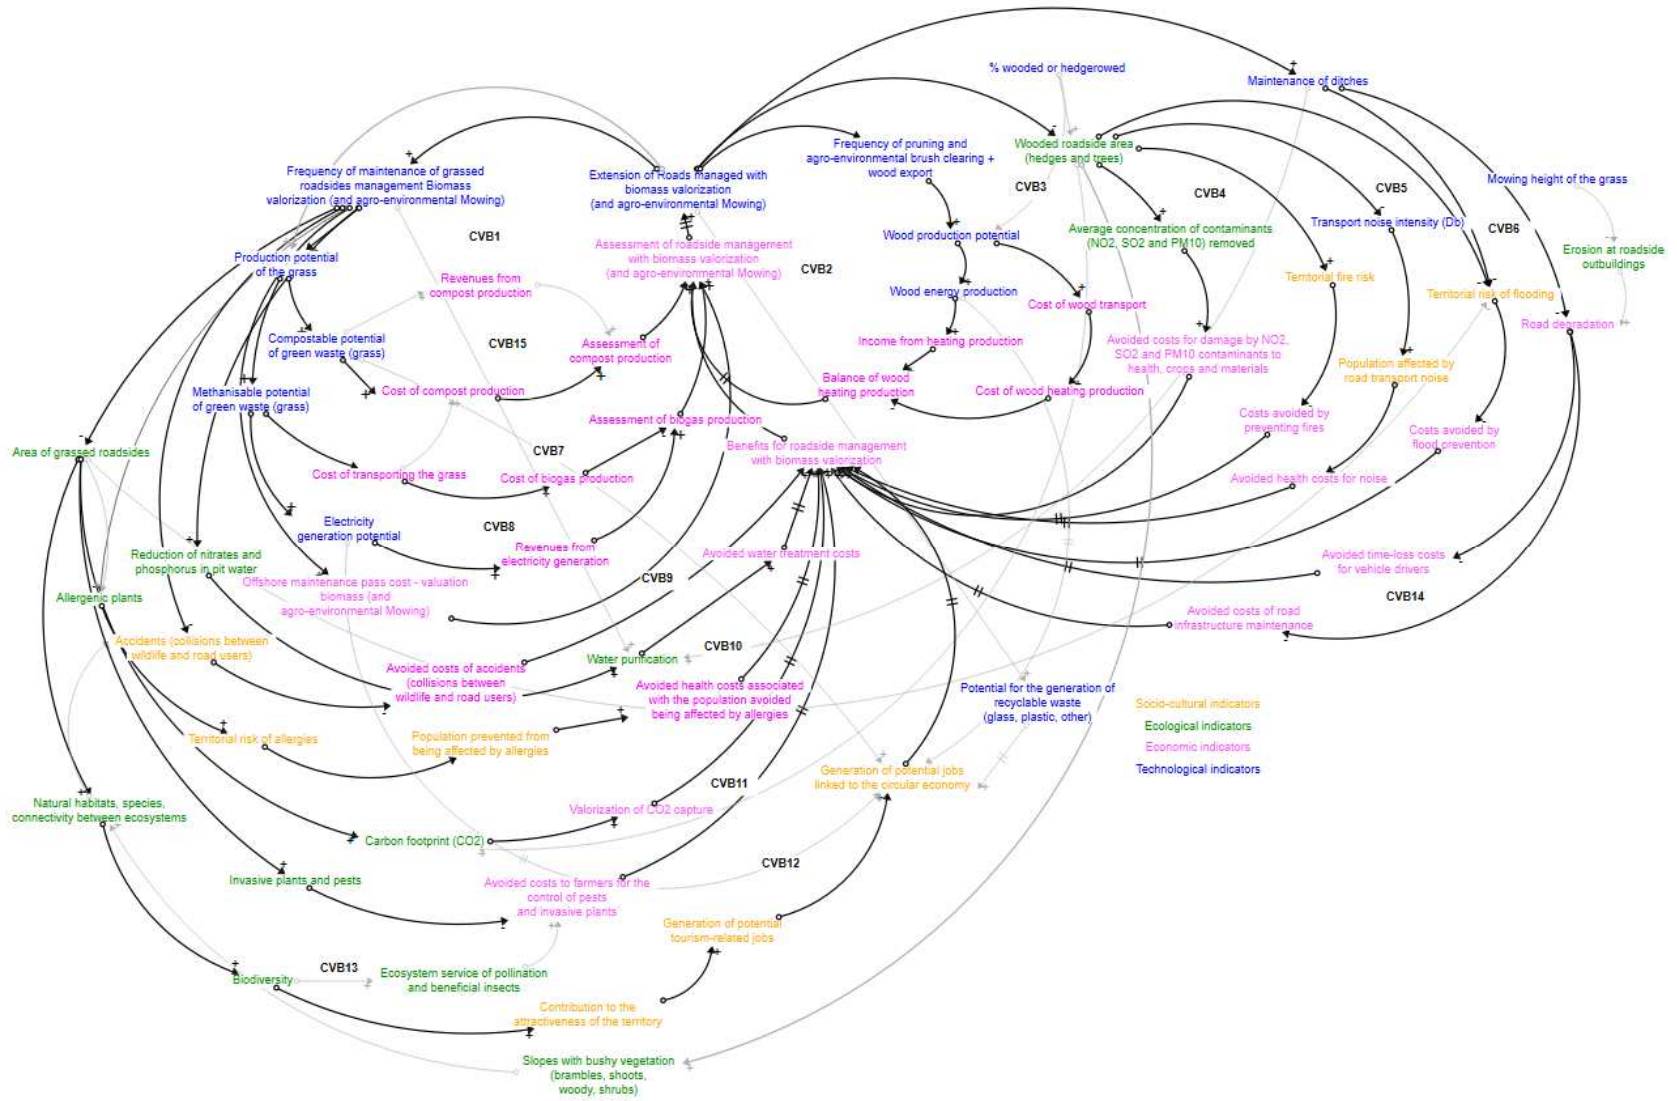 % wooded or hedgerowed
Maintenance of ditches
Frequency of maintenance of grassed
roadsides management Biomass
valorization (and agro-environmental Mowing)
Extension of Roads managed with
biomass valorization
(and agro-environmental Mowing)
Frequency of pruning and
agro-environmental brush clearing +
wood export
Wooded roadside area
(hedges and trees)
CVB3
CVB4
CVB5
Mowing height of the grass
Transport noise intensity (Db)
CVB6
CVB1
Production potential
of the grass
Assessment of roadside management
with biomass valorization
(and agro-environmental Mowing)
CVB2
Wood production potential
Average concentration of contaminants
(NO2, SO2 and PM10) removed
Erosion at roadside
outbuildings
Revenues from
compost production
Wood energy production
Cost of wood transport
Territorial fire risk
Territorial risk of flooding
Road degradation
Compostable potential
of green waste (grass)
CVB15
Assessment of
compost production
Income from heating production
Avoided costs for damage by NO2,
SO2 and PM10 contaminants to
health, crops and materials
Population affected by
road transport noise
Methanisable potential
of green waste (grass)
Cost of compost production
Balance of wood
heating production
Cost of wood heating production
Costs avoided by
preventing fires
Costs avoided by
flood prevention
Assessment of biogas production
Area of grassed roadsides
CVB7
Benefits for roadside management
with biomass valorization
Cost of transporting the grass
Cost of biogas production
Avoided health costs for noise
Electricity
generation potential
CVB8
Revenues from
electricity generation
Avoided water treatment costs
Avoided time-loss costs
for vehicle drivers
Reduction of nitrates and
phosphorus in pit water
Offshore maintenance pass cost - valuation
biomass (and
agro-environmental Mowing)
CVB9
CVB14
Allergenic plants
Avoided costs of road
infrastructure maintenance
Accidents (collisions between
wildlife and road users)
Avoided costs of accidents
(collisions between
wildlife and road users)
Water purification
CVB10
Avoided health costs associated
with the population avoided
being affected by allergies
Potential for the generation of
recyclable waste
(glass, plastic, other)
Socio-cultural indicators
Ecological indicators
Economic indicators
Technological indicators
Territorial risk of allergies
Population prevented from
being affected by allergies
Generation of potential jobs
linked to the circular economy
CVB11
Natural habitats, species,
connectivity between ecosystems
Valorization of CO2 capture
Carbon footprint (CO2)
CVB12
Invasive plants and pests
Avoided costs to farmers for the
control of pests
and invasive plants
Generation of potential
tourism-related jobs
Biodiversity
CVB13
Ecosystem service of pollination
and beneficial insects
Contribution to the
attractiveness of the territory
Slopes with bushy vegetation
(brambles, shoots,
woody, shrubs)